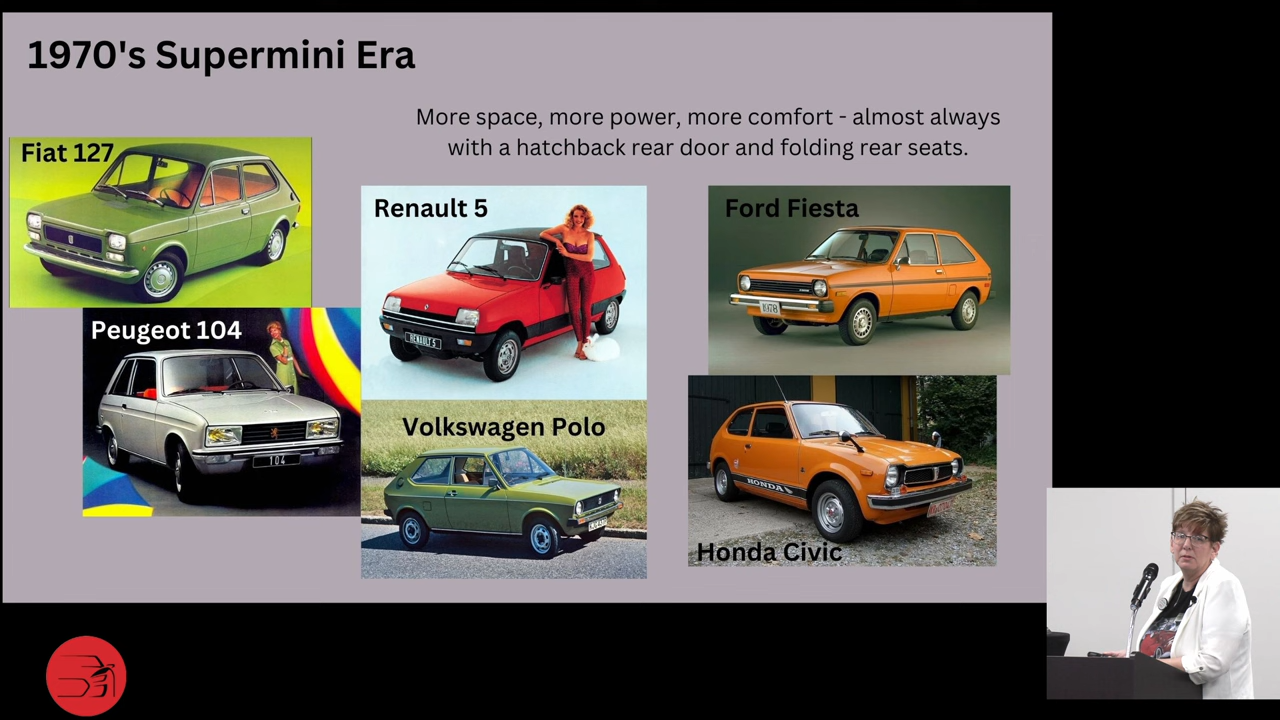 1970's Supermini Era
More space, more power, more comfort - almost always
with a hatchback rear door and folding rear seats.
Fiat 127
Renault 5
Ford Fiesta
RENAULT 5
Peugeot 104
104
Volkswagen Polo
HONDA
Honda Civic